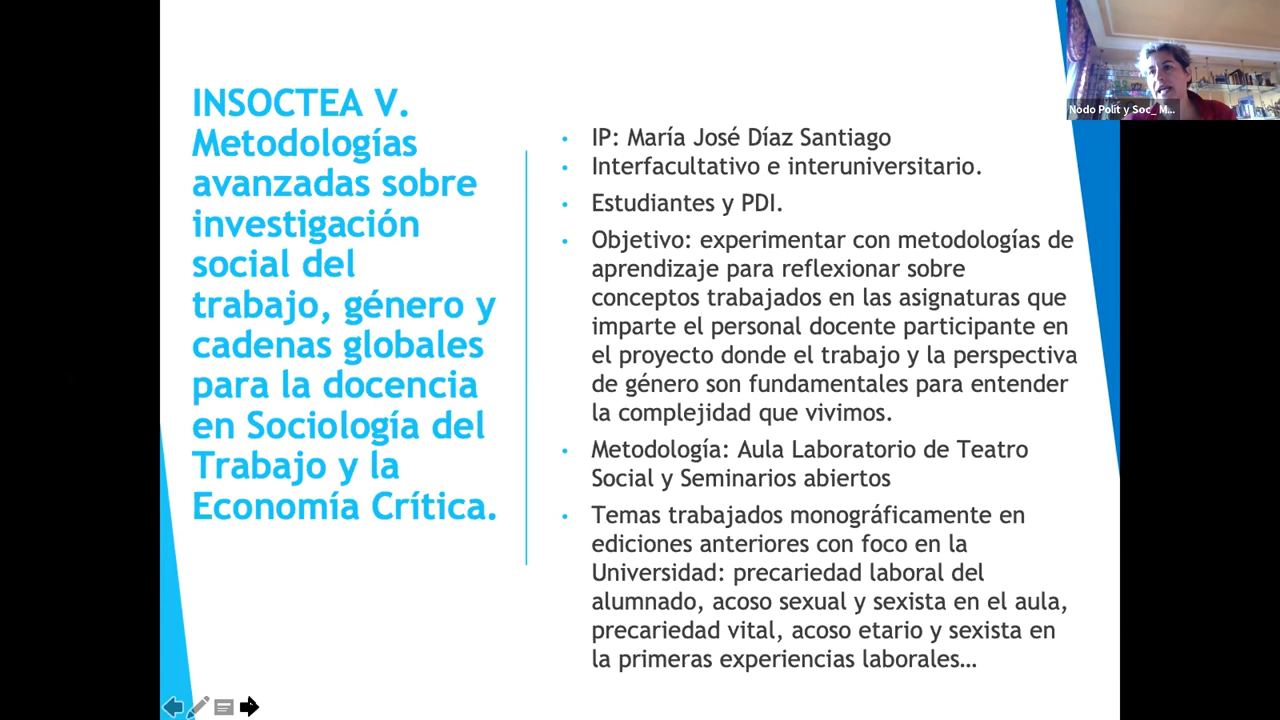 INSOCTEA V.
Metodologías
avanzadas sobre
investigación
social del
trabajo, género y
cadenas globales
para la docencia
en Sociología del
Trabajo y la
Economía Crítica.
• IP: María José Díaz Santiago
• Interfacultativo e interuniversitario.
• Estudiantes y PDI.
• Objetivo: experimentar con metodologías de
aprendizaje para reflexionar sobre
conceptos trabajados en las asignaturas que
imparte el personal docente participante en
el proyecto donde el trabajo y la perspectiva
de género son fundamentales para entender
la complejidad que vivimos.
• Metodología: Aula Laboratorio de Teatro
Social y Seminarios abiertos
• Temas trabajados monográficamente en
ediciones anteriores con foco en la
Universidad: precariedad laboral del
alumnado, acoso sexual y sexista en el aula,
precariedad vital, acoso etario y sexista en
la primeras experiencias laborales…
Nodo Polit y Soc_ M...